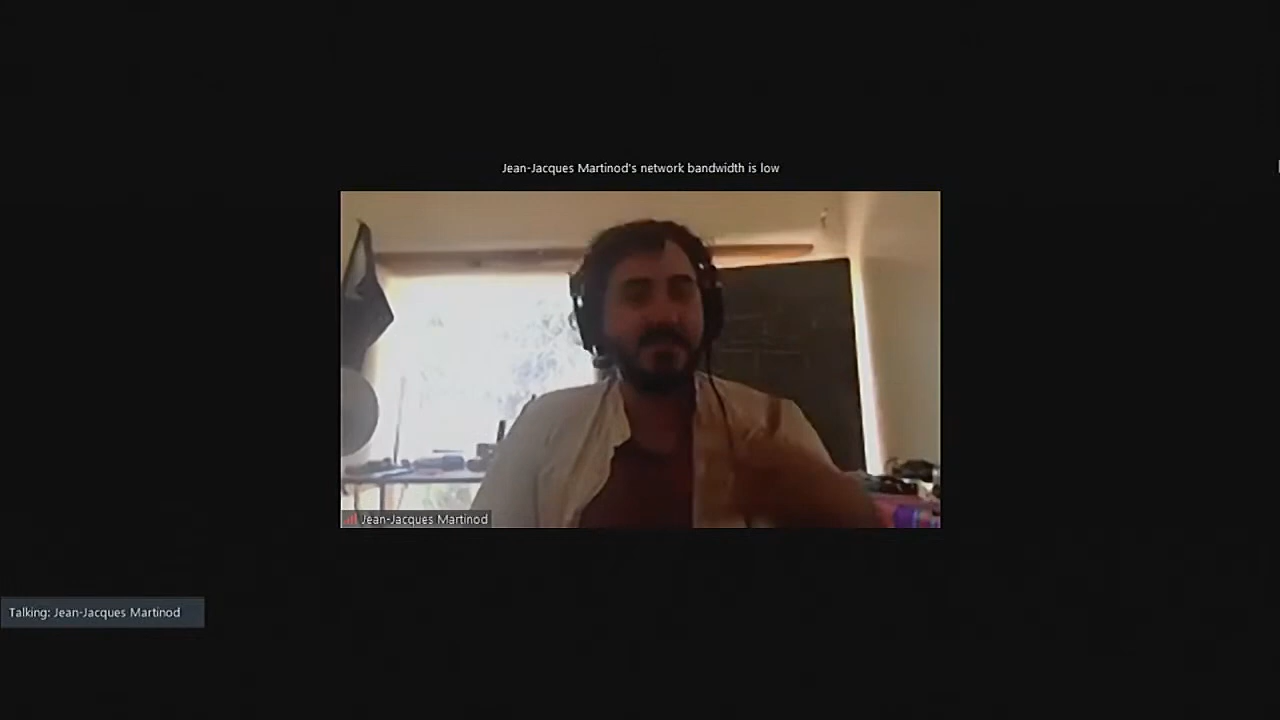 Jean-Jacques Martinod's network bandwidth is low
Jean-Jacques Martinod
Talking: Jean-Jacques Martinod